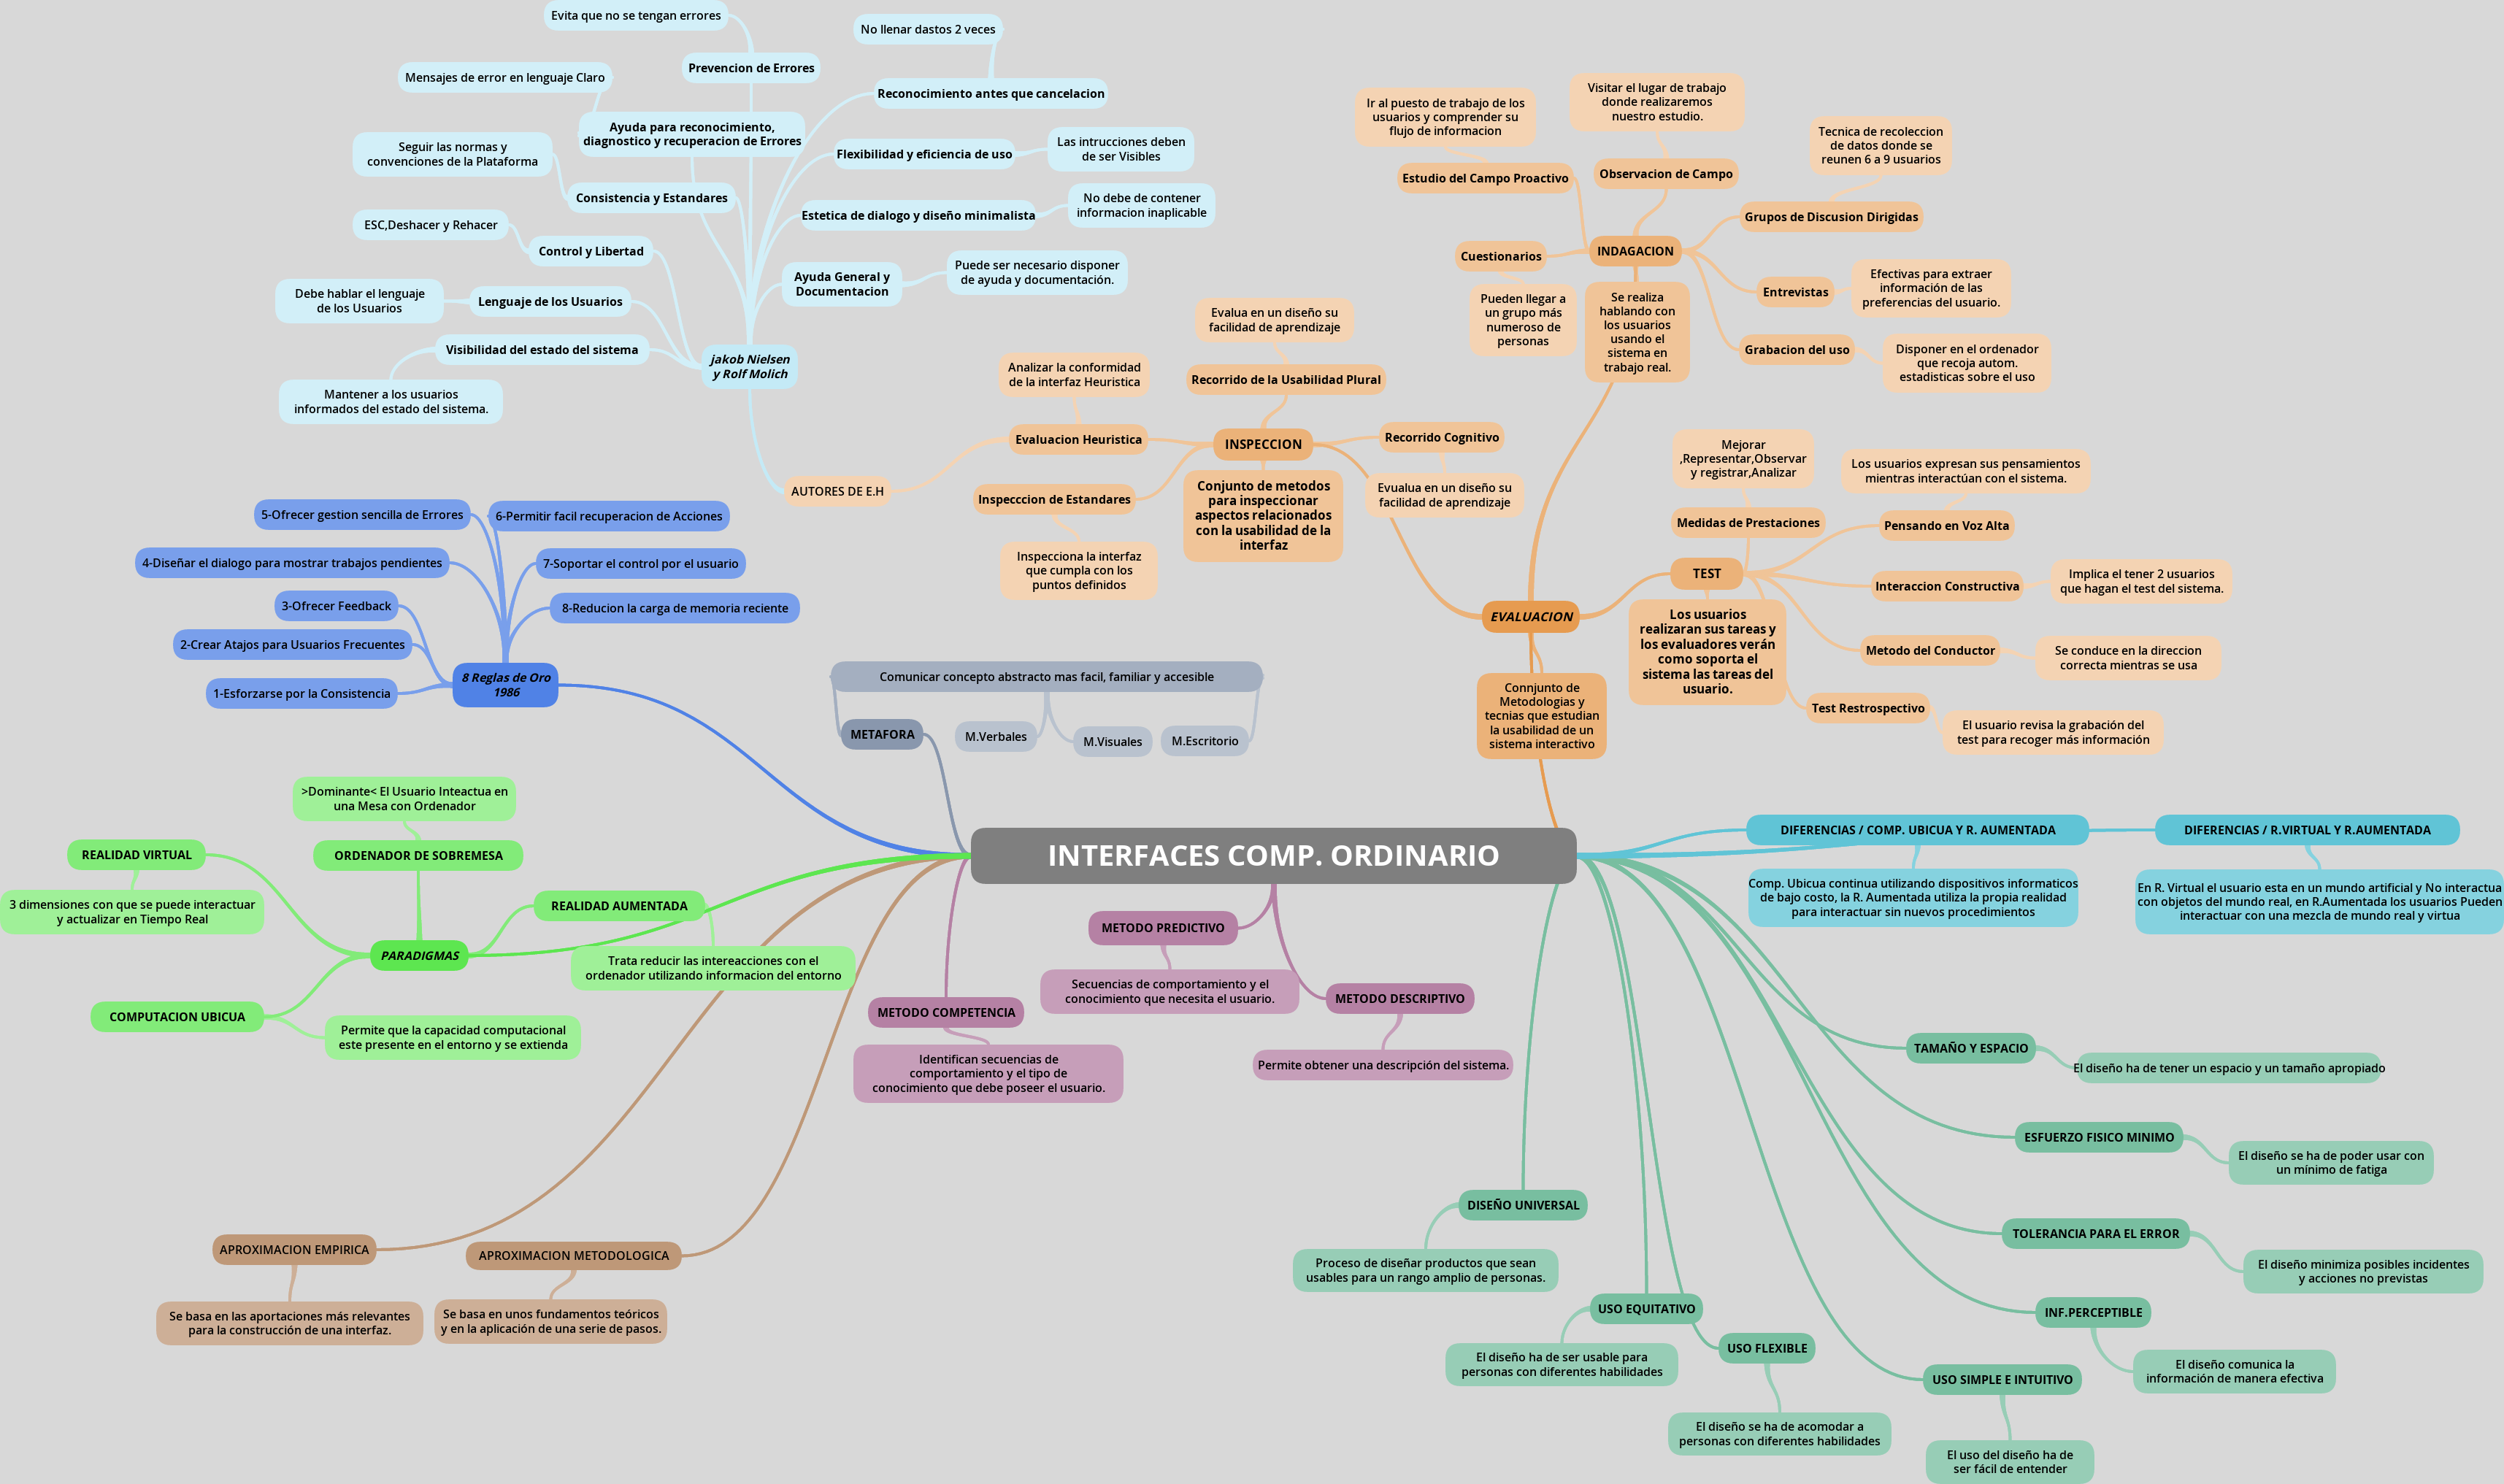 Evita que no se tengan errores
No llenar dastos 2 veces
Prevencion de Errores
Mensajes de error en lenguaje Claro
Reconocimiento antes que cancelacion
Ayuda para reconocimiento,
diagnostico y recuperacion de Errores
Seguir las normas y
convenciones de la Plataforma
Flexibilidad y eficiencia de uso
Las intrucciones deben
de ser Visibles
Consistencia y Estandares
Estetica de dialogo y diseño minimalista
No debe de contener
informacion inaplicable
ESC,Deshacer y Rehacer
Control y Libertad
Ayuda General y
Documentacion
Puede ser necesario disponer
de ayuda y documentación.
Debe hablar el lenguaje
de los Usuarios
Lenguaje de los Usuarios
Visibilidad del estado del sistema
Mantener a los usuarios
informados del estado del sistema.
jakob Nielsen
y Rolf Molich
AUTORES DE E.H
Ir al puesto de trabajo de los
usuarios y comprender su
flujo de informacion
Visitar el lugar de trabajo
donde realizaremos
nuestro estudio.
Tecnica de recoleccion
de datos donde se
reunen 6 a 9 usuarios
Estudio del Campo Proactivo
Observacion de Campo
Grupos de Discusion Dirigidas
Cuestionarios
INDAGACION
Pueden llegar a
un grupo más
numeroso de
personas
Se realiza
hablando con
los usuarios
usando el
sistema en
trabajo real.
Entrevistas
Efectivas para extraer
información de las
preferencias del usuario.
Grabacion del uso
Disponer en el ordenador
que recoja autom.
estadisticas sobre el uso
Evalua en un diseño su
facilidad de aprendizaje
Analizar la conformidad
de la interfaz Heuristica
Recorrido de la Usabilidad Plural
Evaluacion Heuristica
INSPECCION
Recorrido Cognitivo
Inspecccion de Estandares
Conjunto de metodos
para inspeccionar
aspectos relacionados
con la usabilidad de la
interfaz
Evualua en un diseño su
facilidad de aprendizaje
Inspecciona la interfaz
que cumpla con los
puntos definidos
Mejorar
,Representar,Observar
y registrar,Analizar
Los usuarios expresan sus pensamientos
mientras interactúan con el sistema.
Medidas de Prestaciones
Pensando en Voz Alta
TEST
Interaccion Constructiva
Implica el tener 2 usuarios
que hagan el test del sistema.
Los usuarios
realizaran sus tareas y
los evaluadores verán
como soporta el
sistema las tareas del
usuario.
Metodo del Conductor
Se conduce en la direccion
correcta mientras se usa
Test Restrospectivo
El usuario revisa la grabación del
test para recoger más información
EVALUACION
Connjunto de
Metodologias y
tecnias que estudian
la usabilidad de un
sistema interactivo
5-Ofrecer gestion sencilla de Errores
6-Permitir facil recuperacion de Acciones
4-Diseñar el dialogo para mostrar trabajos pendientes
7-Soportar el control por el usuario
3-Ofrecer Feedback
8-Reducion la carga de memoria reciente
2-Crear Atajos para Usuarios Frecuentes
1-Esforzarse por la Consistencia
8 Reglas de Oro
1986
Comunicar concepto abstracto mas facil, familiar y accesible
METAFORA
M.Verbales
M.Visuales
M.Escritorio
INTERFACES COMP. ORDINARIO
>Dominante< El Usuario Inteactua en
una Mesa con Ordenador
REALIDAD VIRTUAL
ORDENADOR DE SOBREMESA
3 dimensiones con que se puede interactuar
y actualizar en Tiempo Real
REALIDAD AUMENTADA
PARADIGMAS
Trata reducir las intereacciones con el
ordenador utilizando informacion del entorno
COMPUTACION UBICUA
Permite que la capacidad computacional
este presente en el entorno y se extienda
METODO PREDICTIVO
Secuencias de comportamiento y el
conocimiento que necesita el usuario.
METODO COMPETENCIA
METODO DESCRIPTIVO
Identifican secuencias de
comportamiento y el tipo de
conocimiento que debe poseer el usuario.
Permite obtener una descripción del sistema.
APROXIMACION EMPIRICA
APROXIMACION METODOLOGICA
Se basa en las aportaciones más relevantes
para la construcción de una interfaz.
Se basa en unos fundamentos teóricos
y en la aplicación de una serie de pasos.
DIFERENCIAS / COMP. UBICUA Y R. AUMENTADA
DIFERENCIAS / R.VIRTUAL Y R.AUMENTADA
Comp. Ubicua continua utilizando dispositivos informaticos
de bajo costo, la R. Aumentada utiliza la propia realidad
para interactuar sin nuevos procedimientos
En R. Virtual el usuario esta en un mundo artificial y No interactua
con objetos del mundo real, en R.Aumentada los usuarios Pueden
interactuar con una mezcla de mundo real y virtua
TAMAÑO Y ESPACIO
El diseño ha de tener un espacio y un tamaño apropiado
ESFUERZO FISICO MINIMO
El diseño se ha de poder usar con
un mínimo de fatiga
DISEÑO UNIVERSAL
Proceso de diseñar productos que sean
usables para un rango amplio de personas.
TOLERANCIA PARA EL ERROR
El diseño minimiza posibles incidentes
y acciones no previstas
USO EQUITATIVO
El diseño ha de ser usable para
personas con diferentes habilidades
INF.PERCEPTIBLE
El diseño comunica la
información de manera efectiva
USO FLEXIBLE
El diseño se ha de acomodar a
personas con diferentes habilidades
USO SIMPLE E INTUITIVO
El uso del diseño ha de
ser fácil de entender